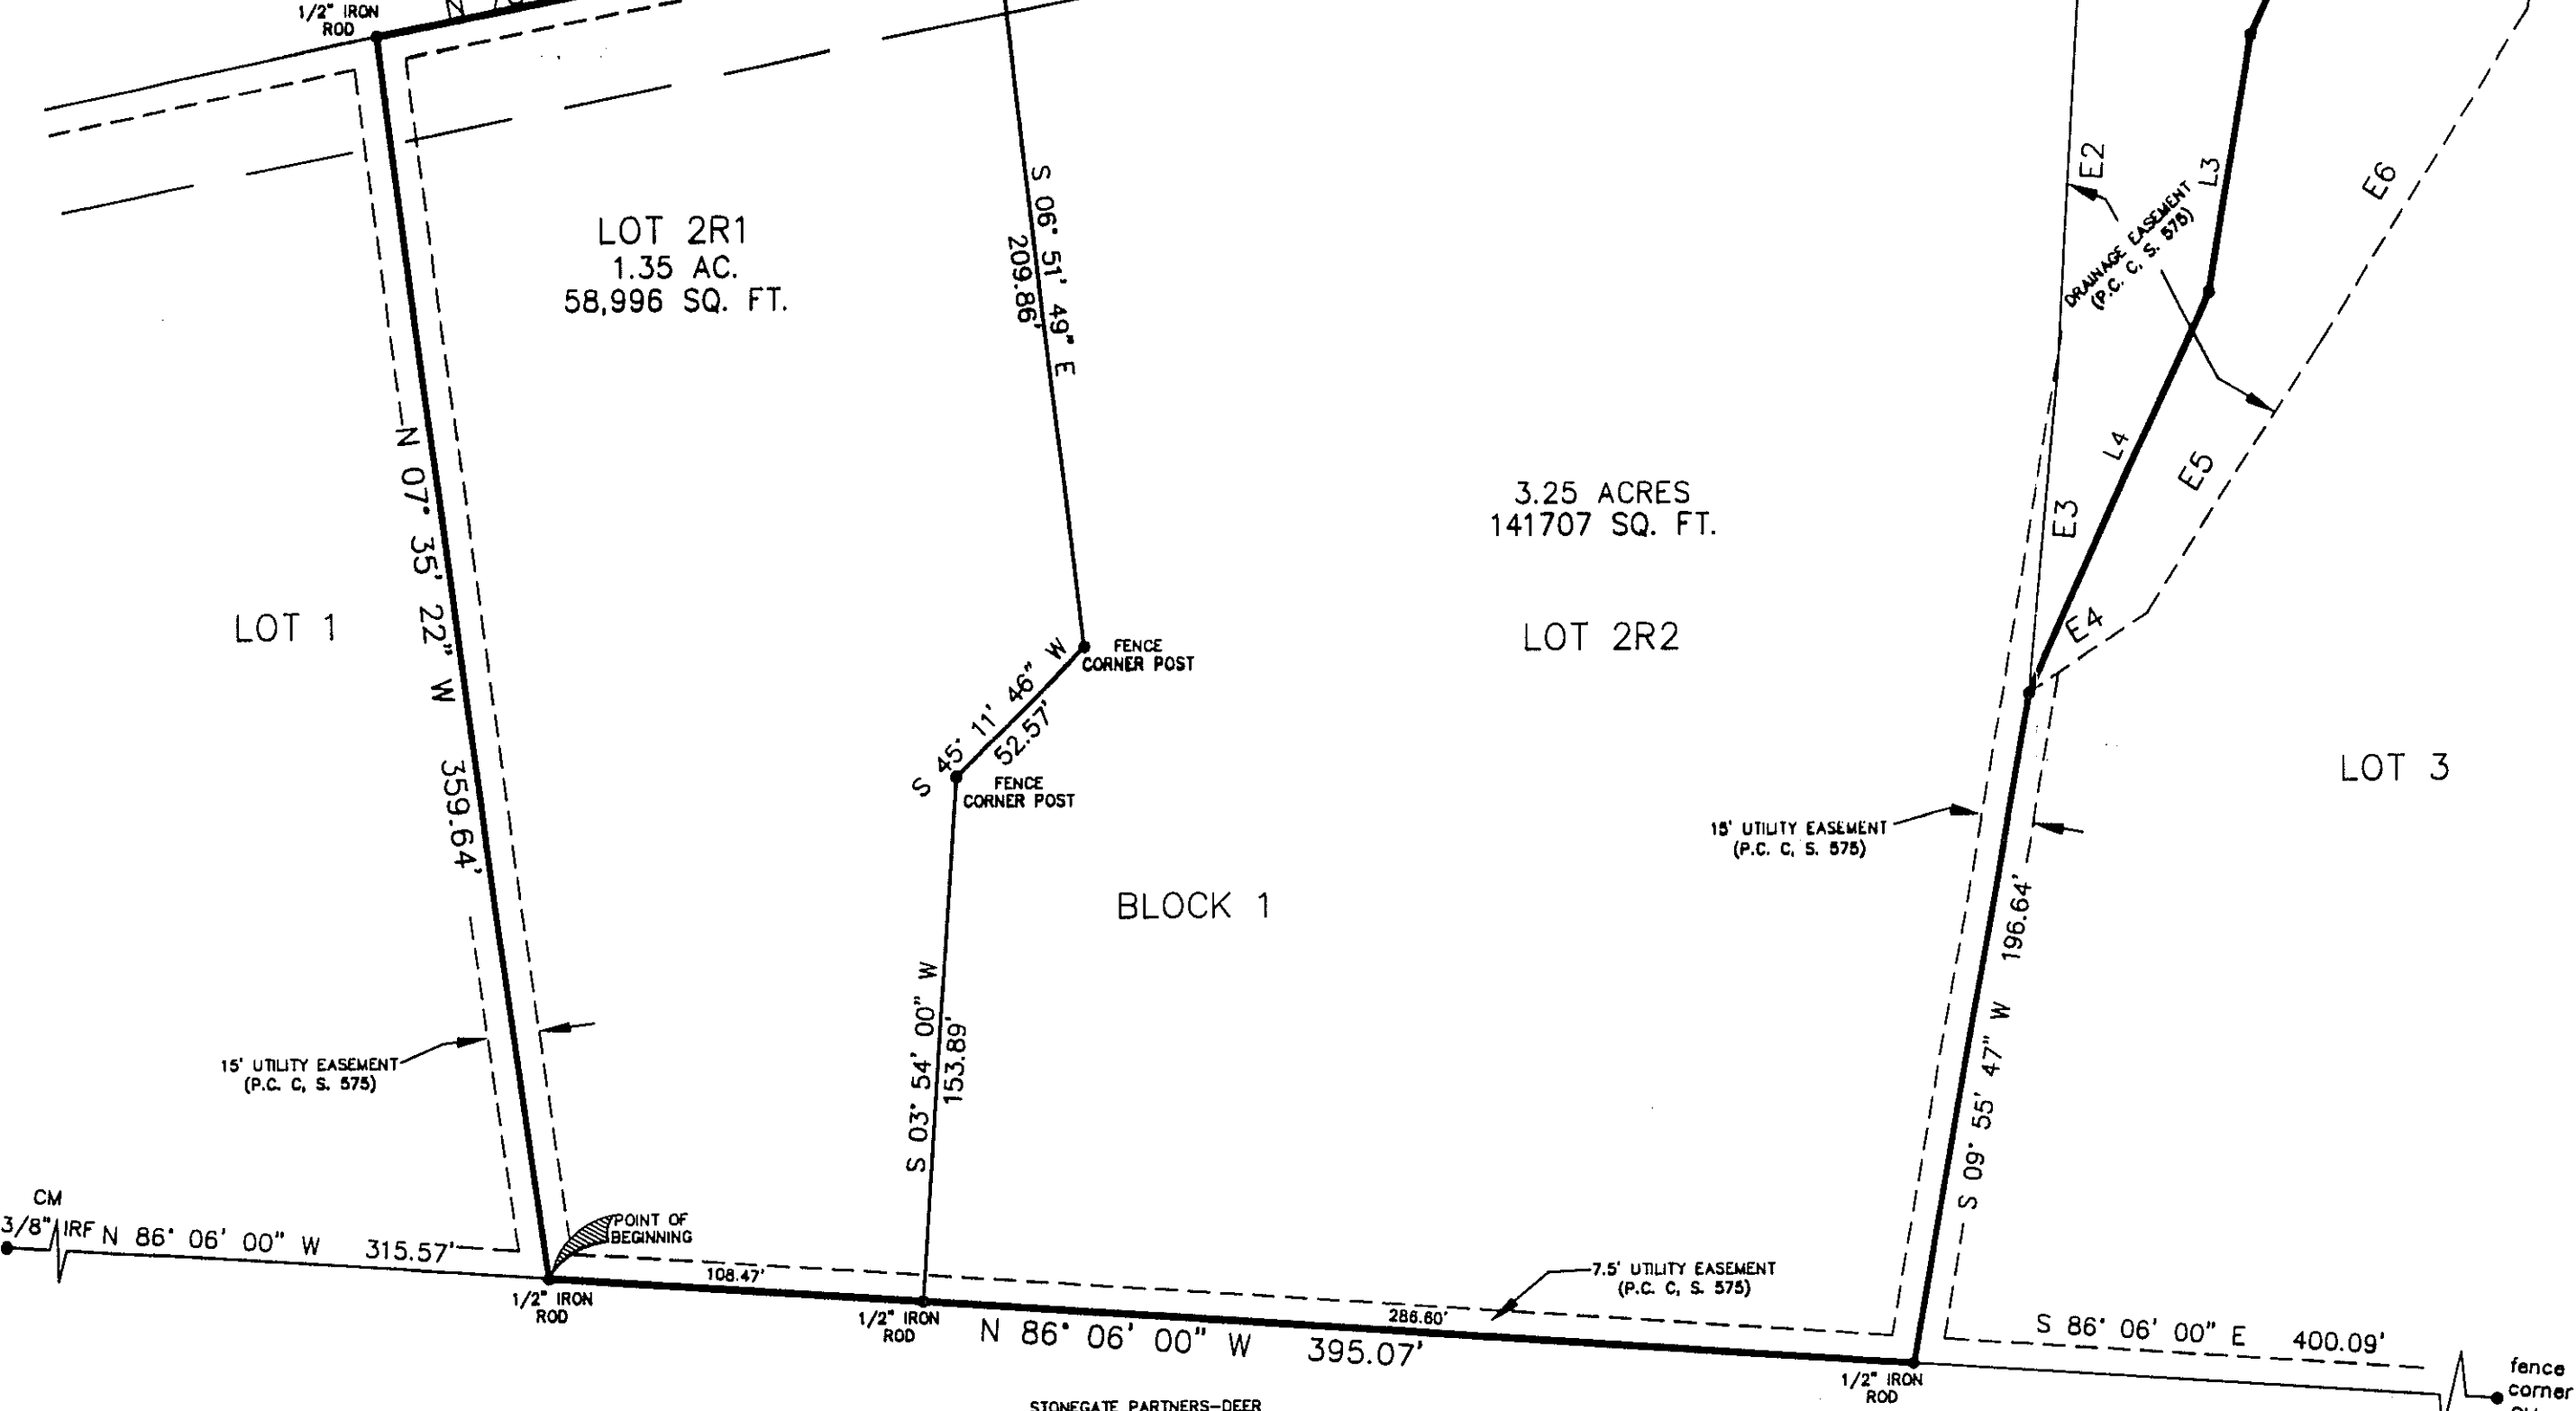 1/2" IRON
ROD
LOT 2R1
1.35 AC.
58,996 SQ. FT.
S 06° 51' 49" E
209.86'
E2
L3
E6
DRAINAGE EASEMENT
(P.C. C, S. 575)
N 07° 35' 22" W 359.64'
LOT 1
3.25 ACRES
141707 SQ. FT.
LOT 2R2
L4
E5
E3
E4
FENCE
CORNER POST
S 45° 11' 46" W
52.57'
FENCE
CORNER POST
LOT 3
15' UTILITY EASEMENT
(P.C. C, S. 575)
BLOCK 1
S 09° 55' 47" W 196.64'
S 03° 54' 00" W
153.89'
15' UTILITY EASEMENT
(P.C. C, S. 575)
CM
3/8" IRF
N 86° 06' 00" W 315.57'
POINT OF
BEGINNING
108.47'
1/2" IRON
ROD
1/2" IRON
ROD
286.60'
7.5' UTILITY EASEMENT
(P.C. C, S. 575)
N 86° 06' 00" W 395.07'
1/2" IRON
ROD
S 86° 06' 00" E 400.09'
fence
corner
STONEGATE PARTNERS-DEER